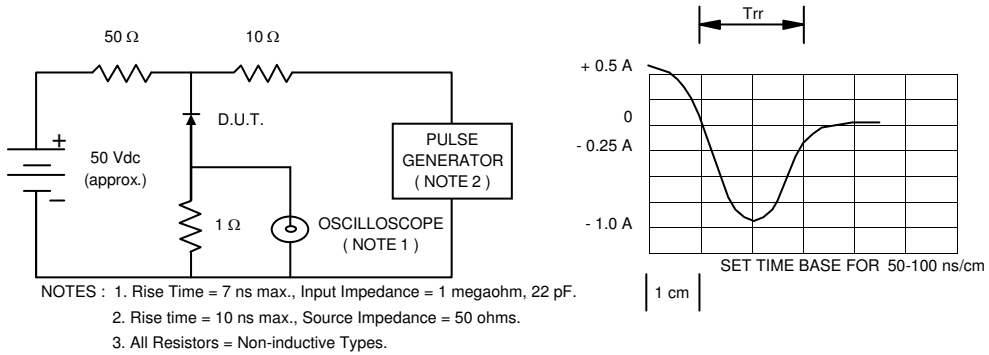 50 Ω
10 Ω
D.U.T.
+
50 Vdc
(approx.)
−
1 Ω
OSCILLOSCOPE
( NOTE 1 )
PULSE
GENERATOR
( NOTE 2 )
Trr
+ 0.5 A
0
- 0.25 A
- 1.0 A
SET TIME BASE FOR 50-100 ns/cm
1 cm
NOTES : 1. Rise Time = 7 ns max., Input Impedance = 1 megaohm, 22 pF.
2. Rise time = 10 ns max., Source Impedance = 50 ohms.
3. All Resistors = Non-inductive Types.